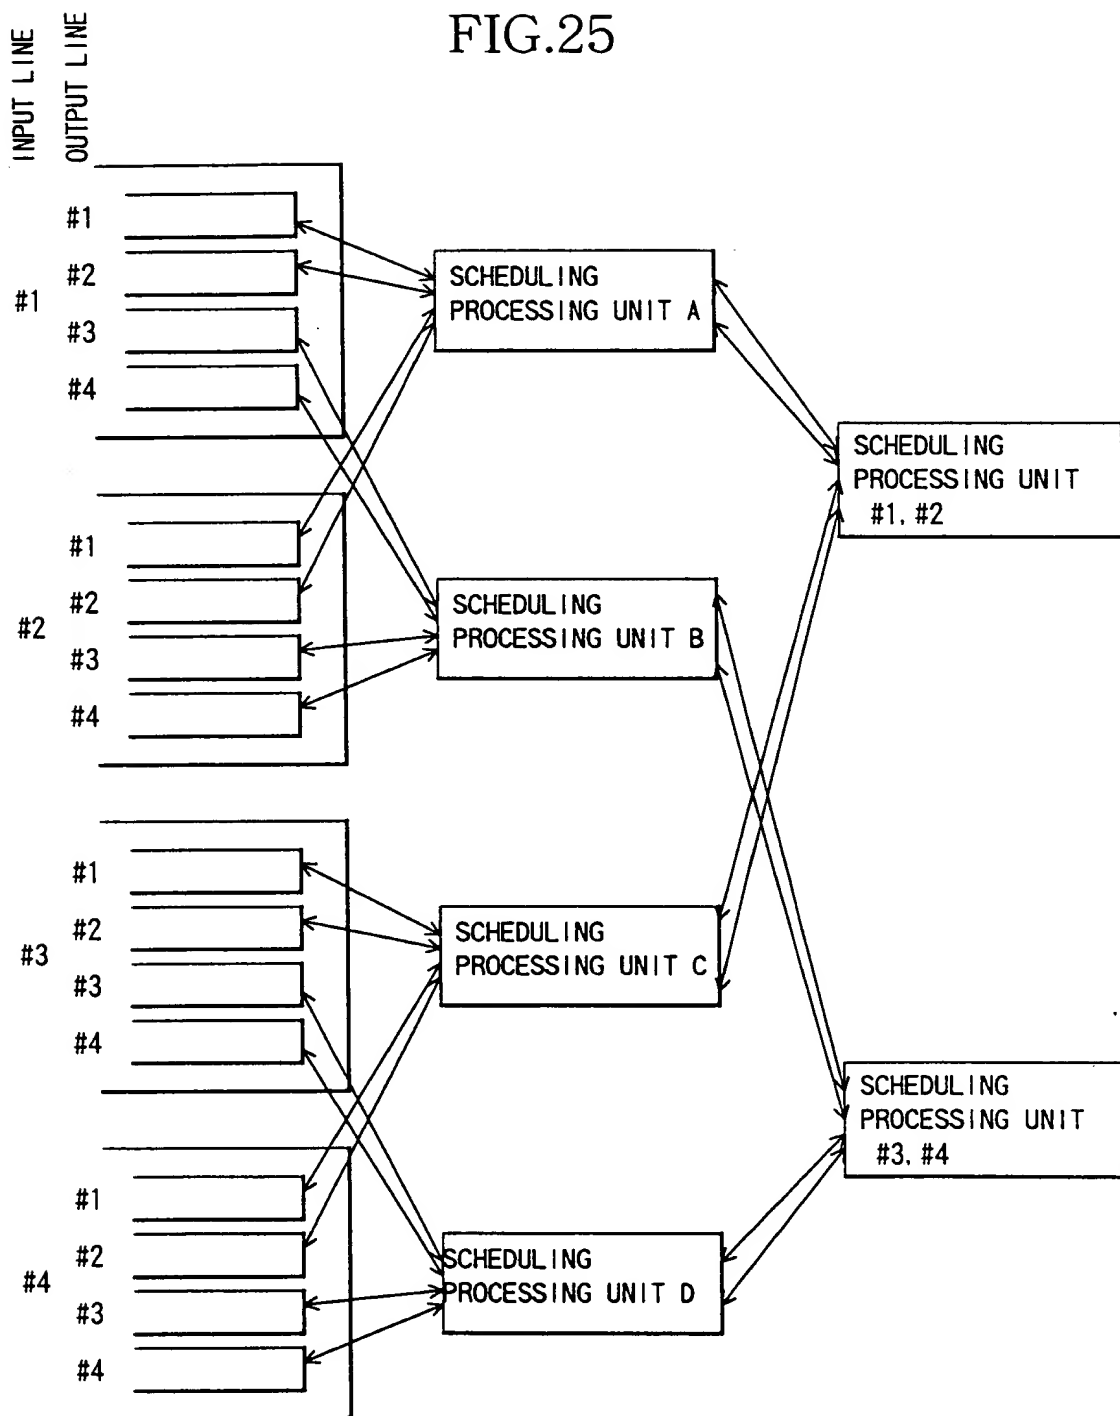 FIG.25
INPUT LINE
OUTPUT LINE
#1
#1
#2
#3
#4
#2
#1
#2
#3
#4
#3
#1
#2
#3
#4
#4
#1
#2
#3
#4
SCHEDULING
PROCESSING UNIT A
SCHEDULING
PROCESSING UNIT B
SCHEDULING
PROCESSING UNIT C
SCHEDULING
PROCESSING UNIT D
SCHEDULING
PROCESSING UNIT
#1, #2
SCHEDULING
PROCESSING UNIT
#3, #4